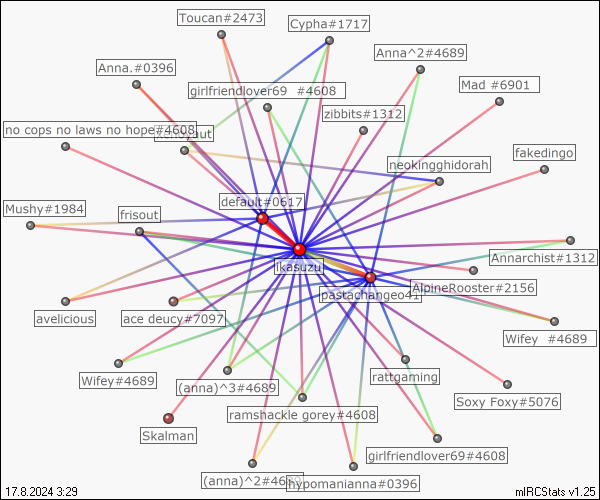 Toucan#2473
Cypha#1717
Anna^2#4689
Anna.#0396
girlfriendlover69 #4608
Mad #6901
zibbits#1312
no cops no laws no hope#4608
neokingghidorah
fakedingo
default#0617
Mushy#1984
frisout
Annarchist#1312
ikasuzu
pastachangeo41
AlpineRooster#2156
avelicious
ace deucy#7097
Wifey #4689
Wifey#4689
(anna)^3#4689
rattgaming
Soxy Foxy#5076
ramshackle gorey#4608
Skalman
girlfriendlover69#4608
(anna)^2#4689
hypomanianna#0396
17.8.2024 3:29
mIRCStats v1.25